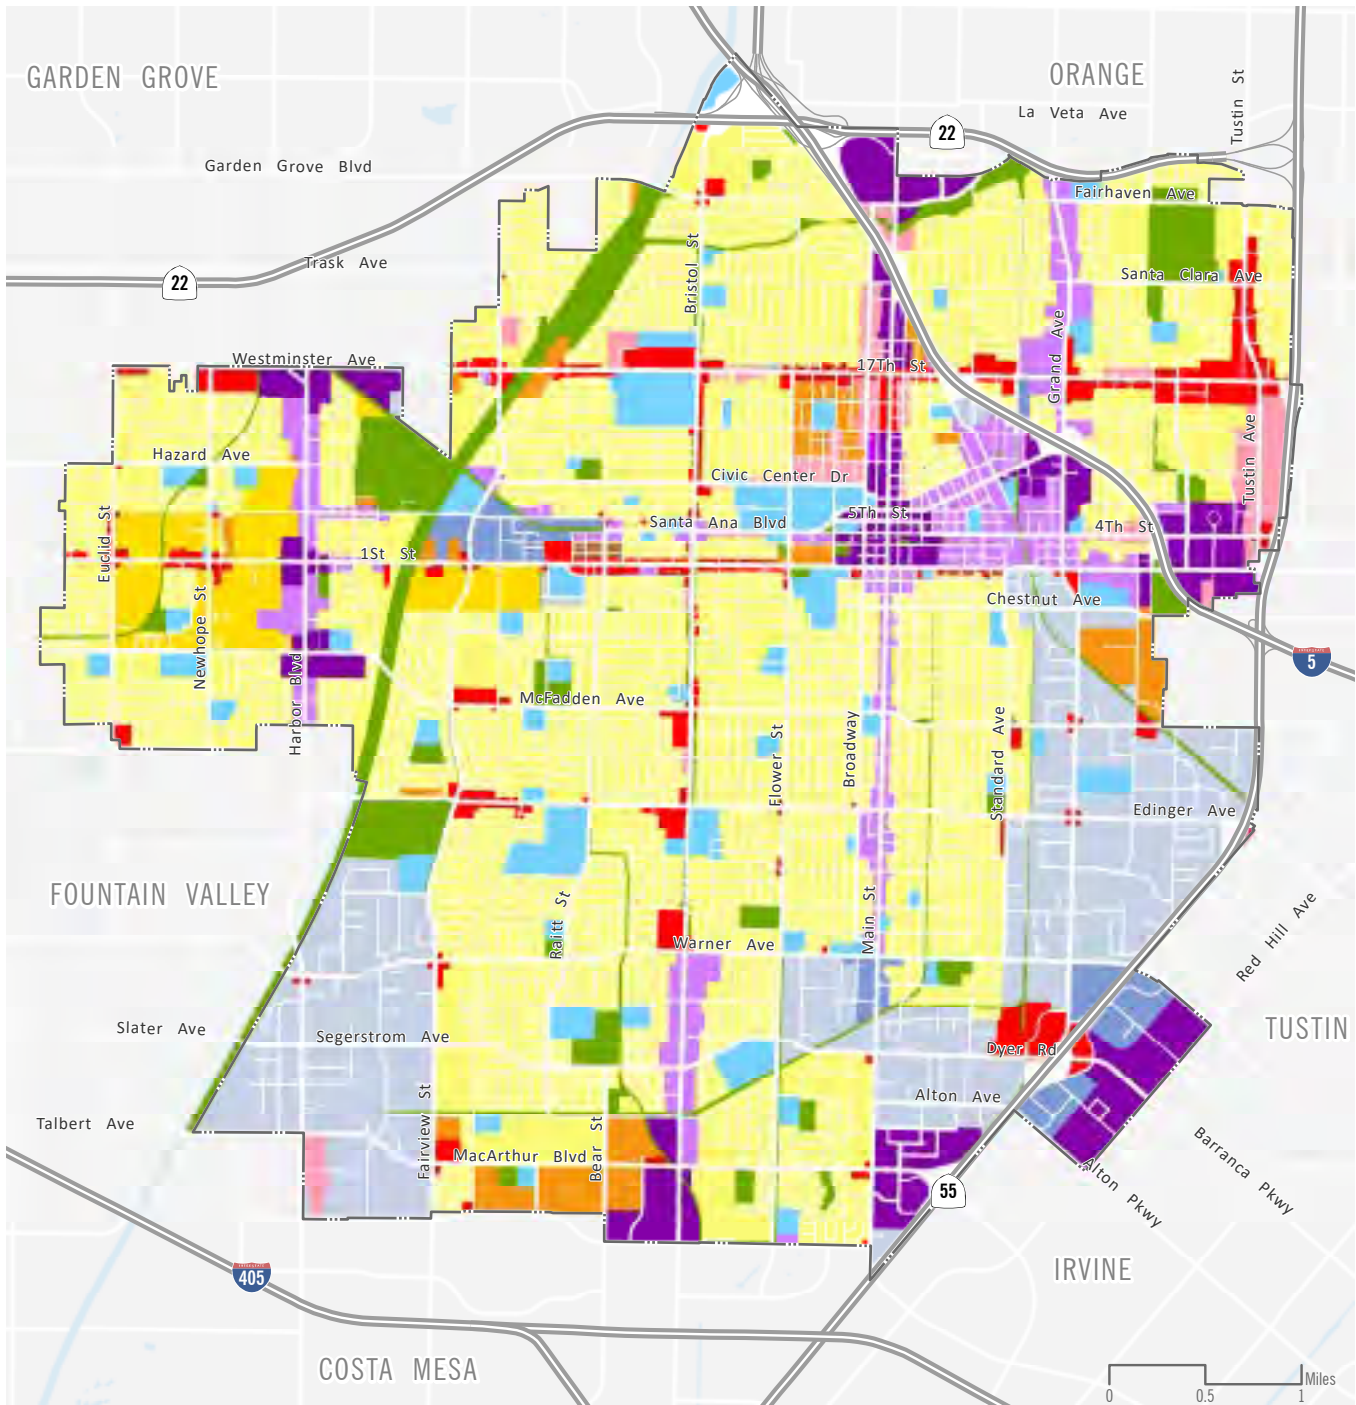 GARDEN GROVE
ORANGE
Tustin St
La Veta Ave
22
Garden Grove Blvd
Fairhaven Ave
Trask Ave
22
Bristol St
Santa Clara Ave
Grand Ave
Westminster Ave
17Th St
Tustin Ave
Hazard Ave
Civic Center Dr
Euclid St
Santa Ana Blvd
5Th St
4Th St
1St St
Newhope St
Chestnut Ave
5
Harbor Blvd
McFadden Ave
Flower St
Broadway
Standard Ave
Edinger Ave
FOUNTAIN VALLEY
Raitt St
Main St
Red Hill Ave
Warner Ave
Slater Ave
Segerstrom Ave
TUSTIN
Dyer Rd
Alton Ave
Talbert Ave
Fairview St
Bear St
MacArthur Blvd
Barranca Pkwy
Alton Pkwy
55
INTERSTATE
405
IRVINE
COSTA MESA
Miles
0 0.5 1